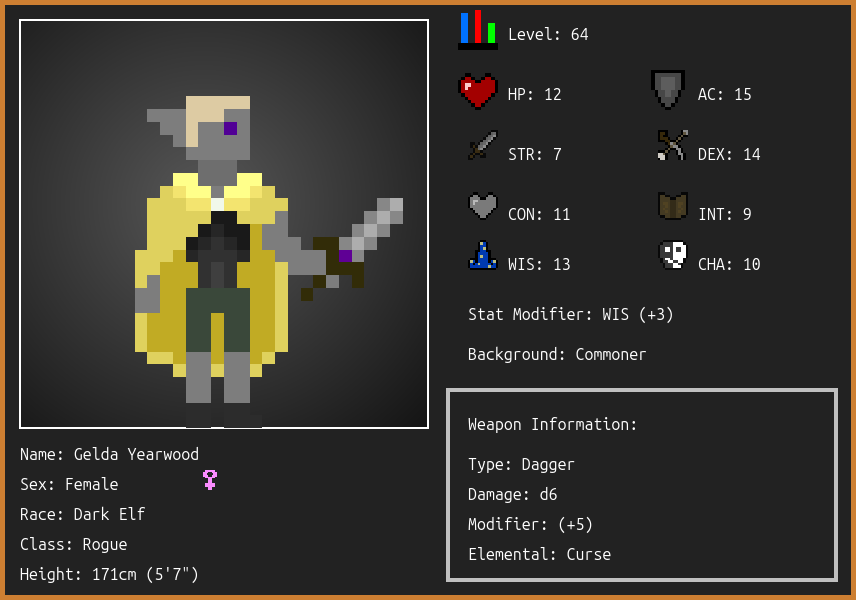 Level: 64
HP: 12
AC: 15
STR: 7
DEX: 14
CON: 11
INT: 9
WIS: 13
CHA: 10
Stat Modifier: WIS (+3)
Background: Commoner
Weapon Information:
Type: Dagger
Damage: d6
Modifier: (+5)
Elemental: Curse
Name: Gelda Yearwood
Sex: Female
Race: Dark Elf
Class: Rogue
Height: 171cm (5'7")